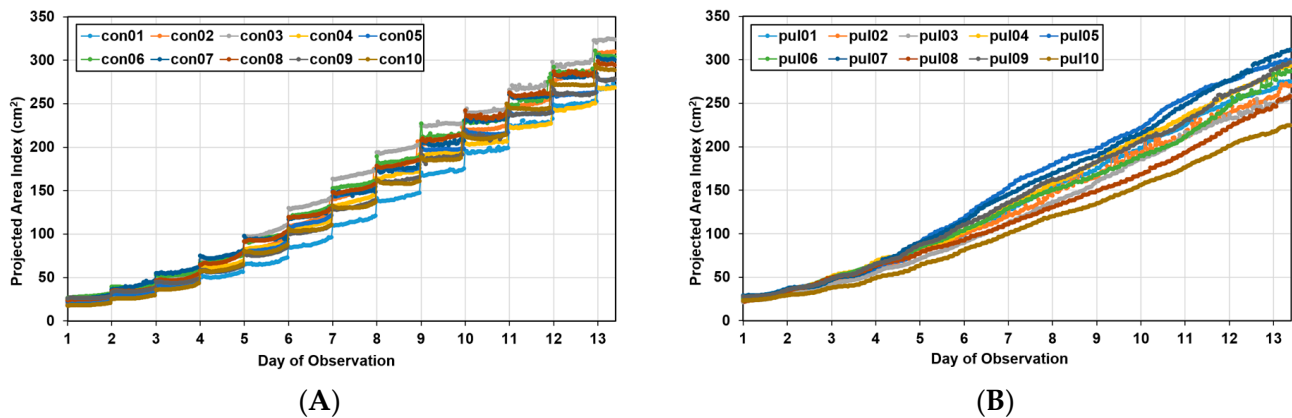 350
300
250
200
150
100
50
0
Projected Area Index (cm²)
con01 con02 con03 con04 con05
con06 con07 con08 con09 con10
1 2 3 4 5 6 7 8 9 10 11 12 13
Day of Observation
(A)
350
300
250
200
150
100
50
0
Projected Area Index (cm²)
pul01 pul02 pul03 pul04 pul05
pul06 pul07 pul08 pul09 pul10
1 2 3 4 5 6 7 8 9 10 11 12 13
Day of Observation
(B)